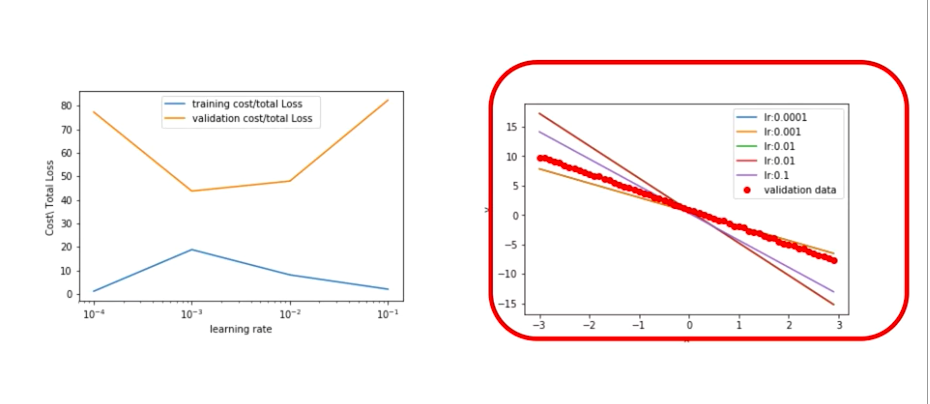 training cost/total Loss
validation cost/total Loss
80
70
60
50
40
30
20
10
0
Cost\ Total Loss
10⁻⁴
10⁻³
10⁻²
10⁻¹
learning rate
lr:0.0001
lr:0.001
lr:0.01
lr:0.01
lr:0.1
validation data
15
10
5
0
−5
−10
−15
−3
−2
−1
0
1
2
3